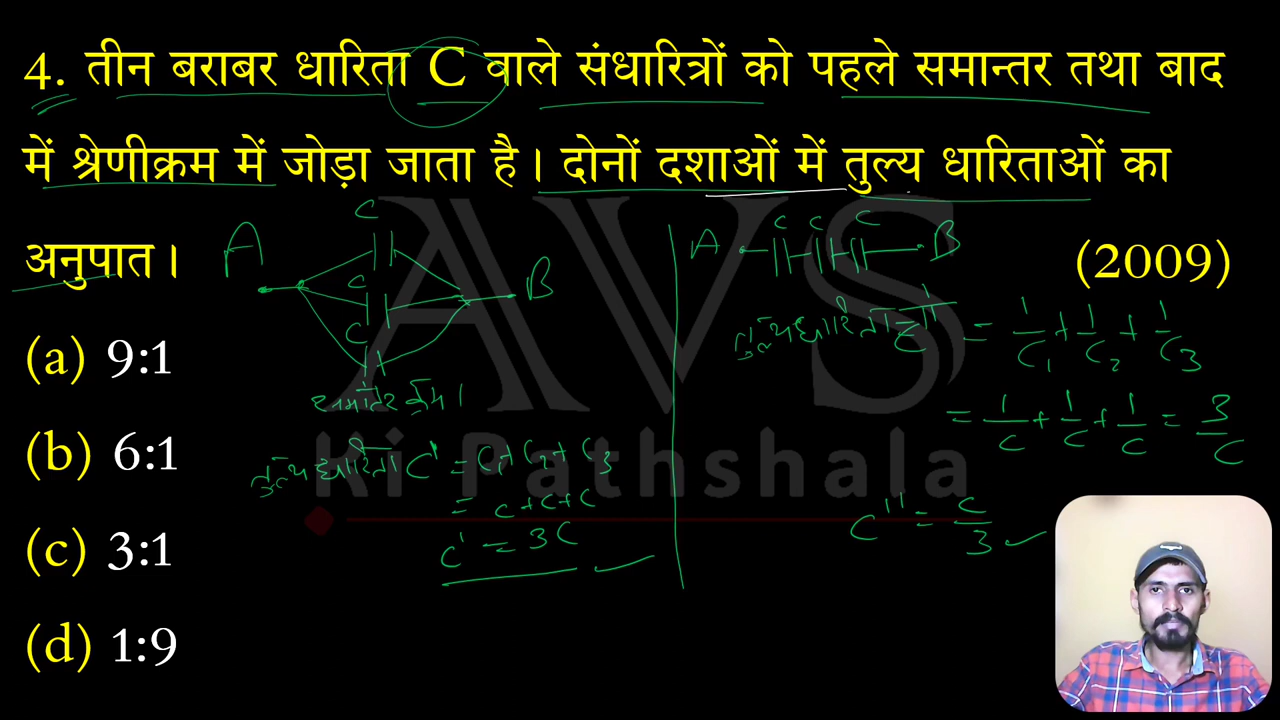 4. तीन बराबर धारिता C वाले संधारित्रों को पहले समान्तर तथा बाद
में श्रेणीक्रम में जोड़ा जाता है। दोनों दशाओं में तुल्य धारिताओं का
अनुपात। (2009)
(a) 9:1
(b) 6:1
(c) 3:1
(d) 1:9
A C C C B
समांतर क्रम।
तुल्य धारिता C' = C₁ + C₂ + C₃
= C + C + C
C' = 3C
A C C C B
तुल्य धारिता 1/C'' = 1/C₁ + 1/C₂ + 1/C₃
= 1/C + 1/C + 1/C = 3/C
C'' = C/3
AVS
Ki Pathshala